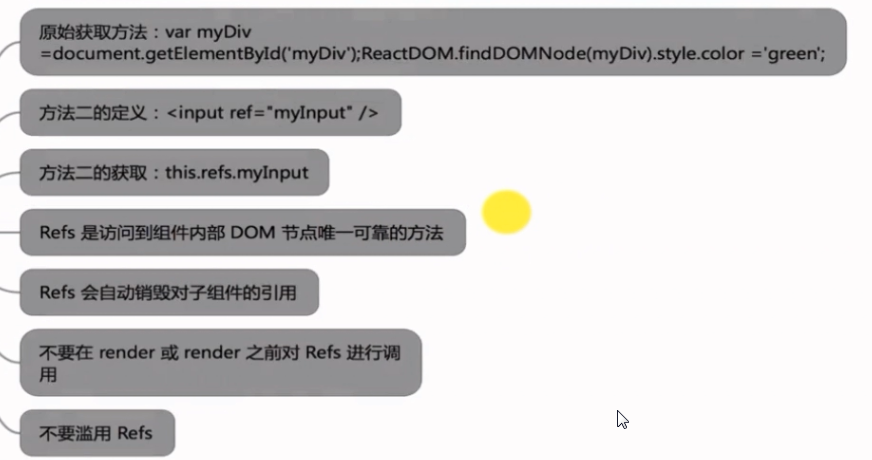 原始获取方法：var myDiv
=document.getElementById('myDiv');ReactDOM.findDOMNode(myDiv).style.color ='green';
方法二的定义：<input ref="myInput" />
方法二的获取：this.refs.myInput
Refs 是访问到组件内部 DOM 节点唯一可靠的方法
Refs 会自动销毁对子组件的引用
不要在 render 或 render 之前对 Refs 进行调
用
不要滥用 Refs